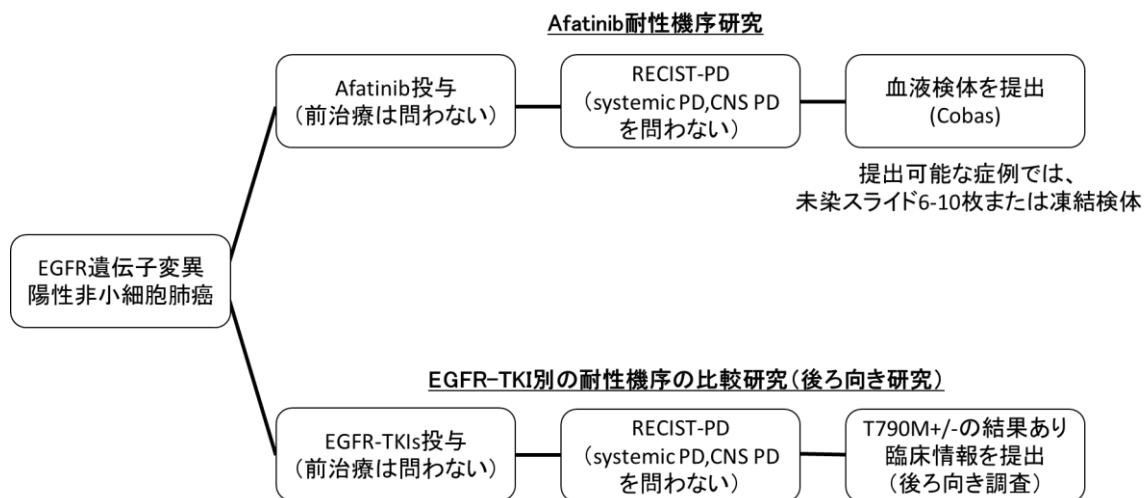 Afatinib耐性機序研究
Afatinib投与
（前治療は問わない）
RECIST-PD
（systemic PD,CNS PD
を問わない）
血液検体を提出
(Cobas)
提出可能な症例では、
未染スライド6-10枚または凍結検体
EGFR遺伝子変異
陽性非小細胞肺癌
EGFR-TKI別の耐性機序の比較研究（後ろ向き研究）
EGFR-TKIs投与
（前治療は問わない）
RECIST-PD
（systemic PD,CNS PD
を問わない）
T790M+/-の結果あり
臨床情報を提出
（後ろ向き調査）